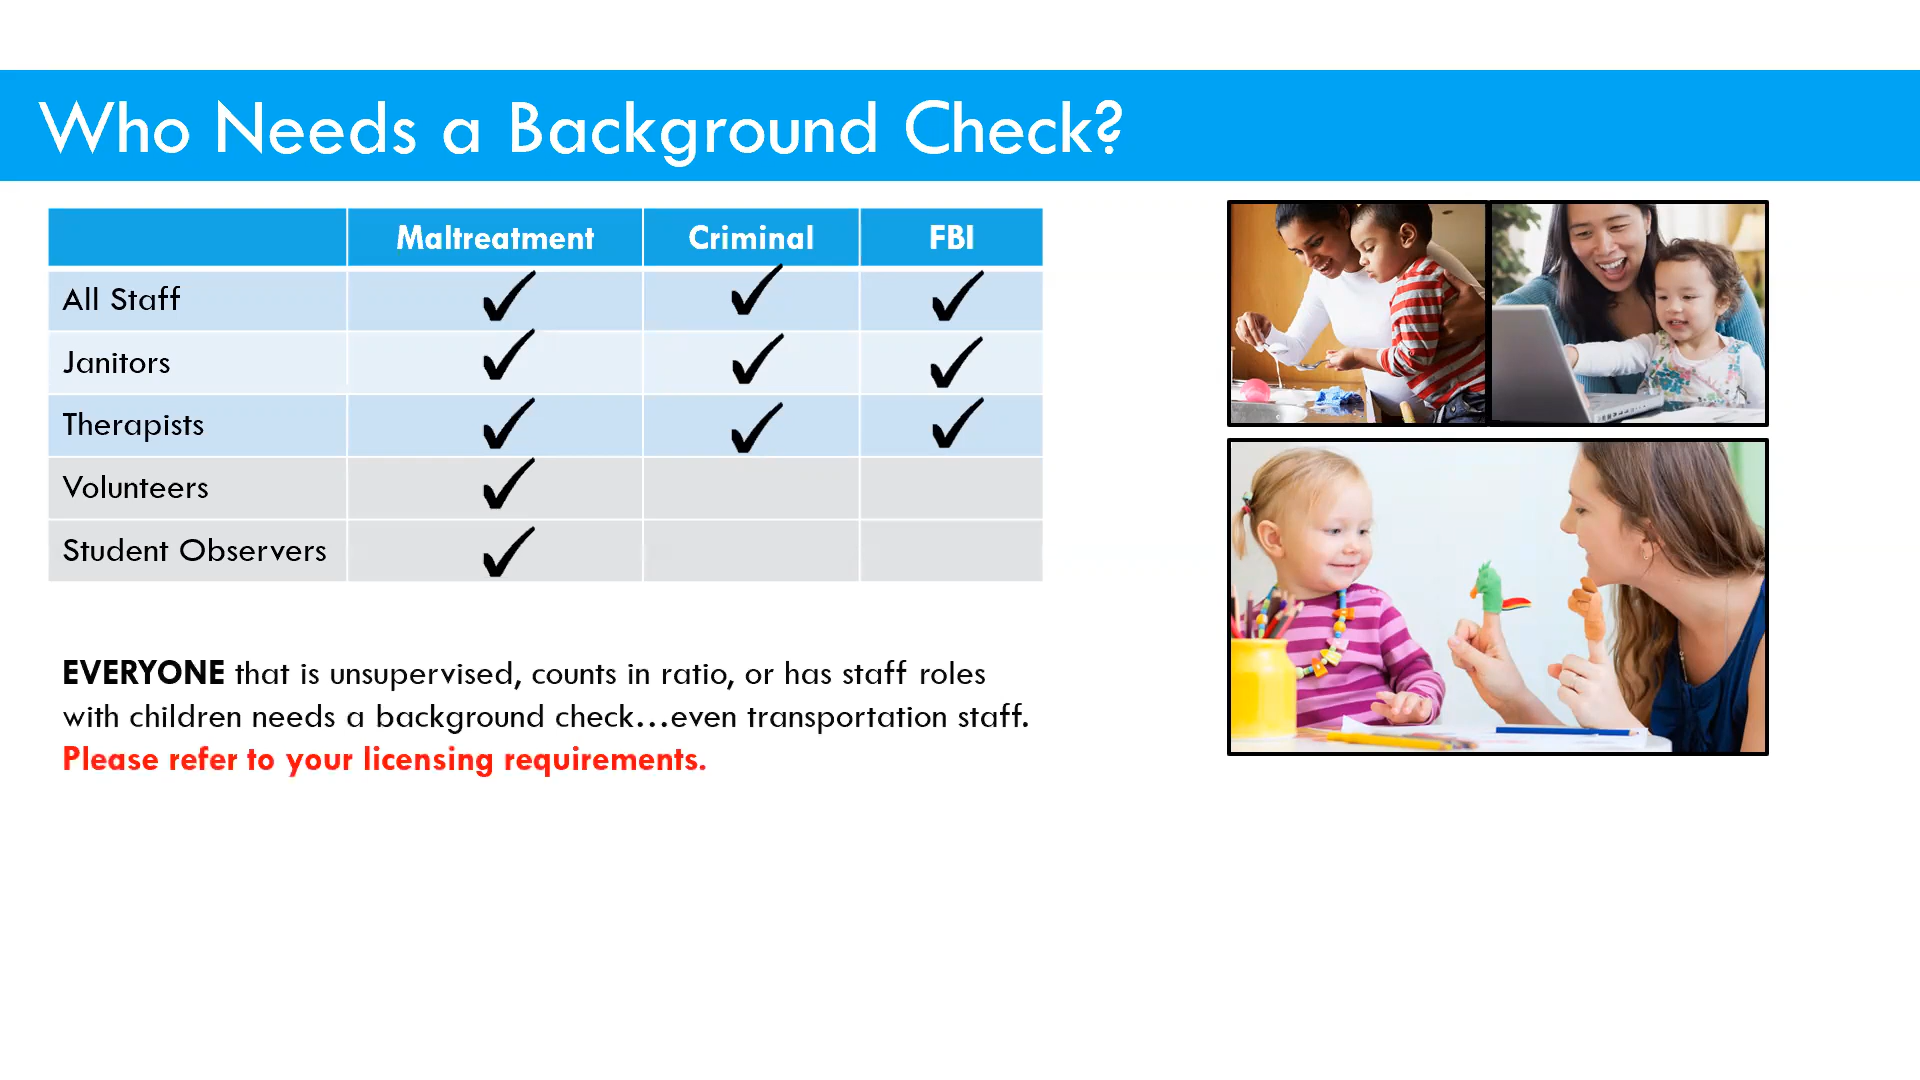 Who Needs a Background Check?
Maltreatment Criminal FBI
All Staff ✓ ✓ ✓
Janitors ✓ ✓ ✓
Therapists ✓ ✓ ✓
Volunteers ✓
Student Observers ✓
EVERYONE that is unsupervised, counts in ratio, or has staff roles
with children needs a background check...even transportation staff.
Please refer to your licensing requirements.